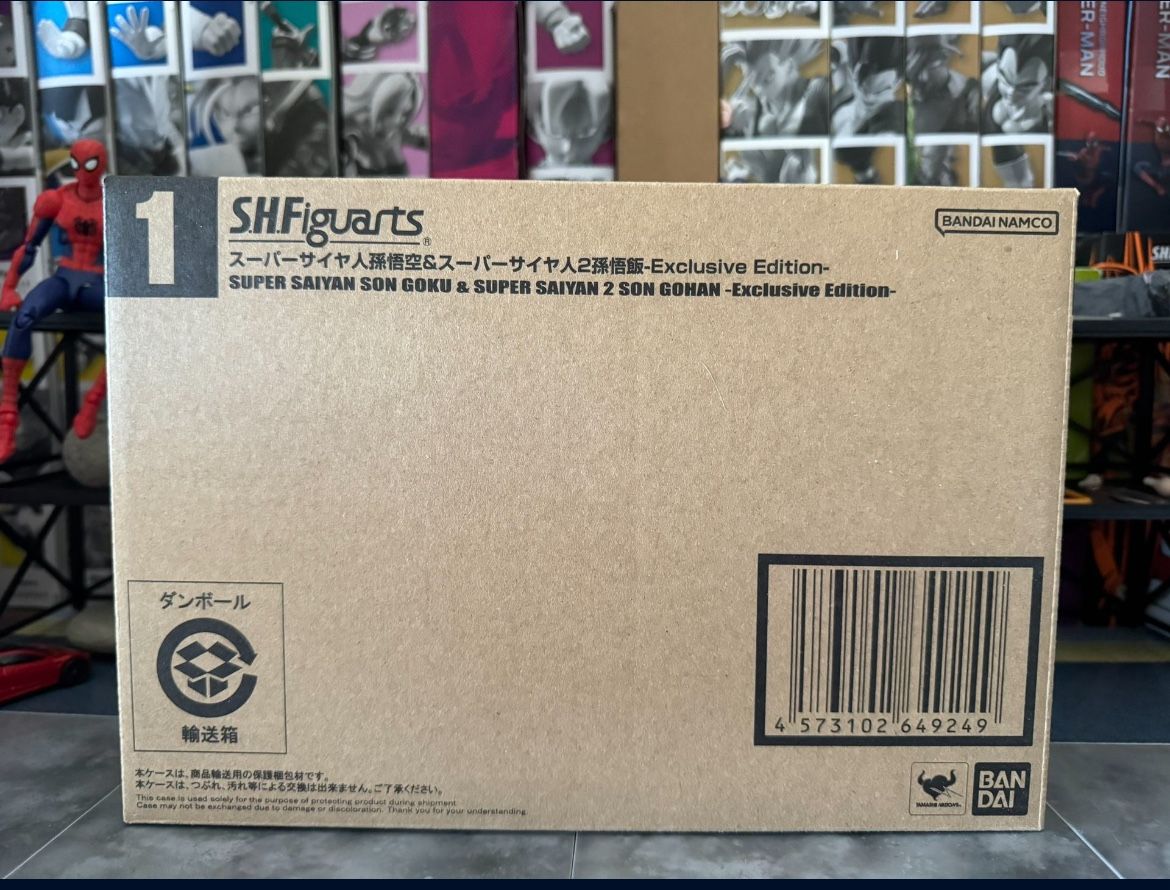 1
S.H.Figuarts®
BANDAI NAMCO
スーパーサイヤ人孫悟空&スーパーサイヤ人2孫悟飯-Exclusive Edition-
SUPER SAIYAN SON GOKU & SUPER SAIYAN 2 SON GOHAN -Exclusive Edition-
ダンボール
輸送箱
4 573102 649249
本ケースは、商品輸送用の保護梱包材です。
本ケースは、つぶれ、汚れ等による交換は出来ません。ご了承ください。
This case is used solely for the purpose of protecting product during shipment.
Case may not be exchanged due to damage or discoloration. Thank you for your understanding.
TAMASHII NATIONS
BAN
DAI
ER-MAN